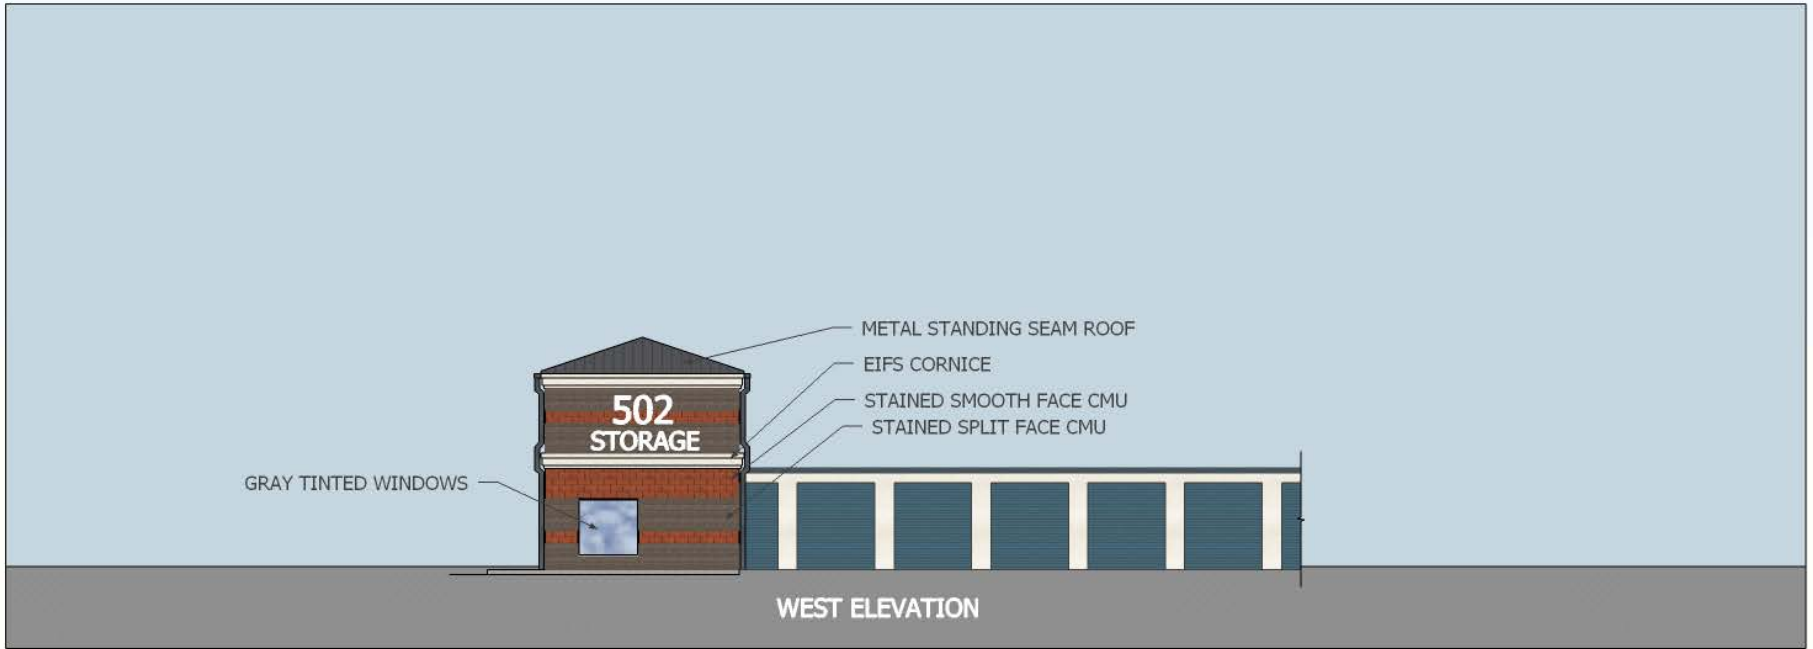 METAL STANDING SEAM ROOF
EIFS CORNICE
STAINED SMOOTH FACE CMU
STAINED SPLIT FACE CMU
502
STORAGE
GRAY TINTED WINDOWS
WEST ELEVATION